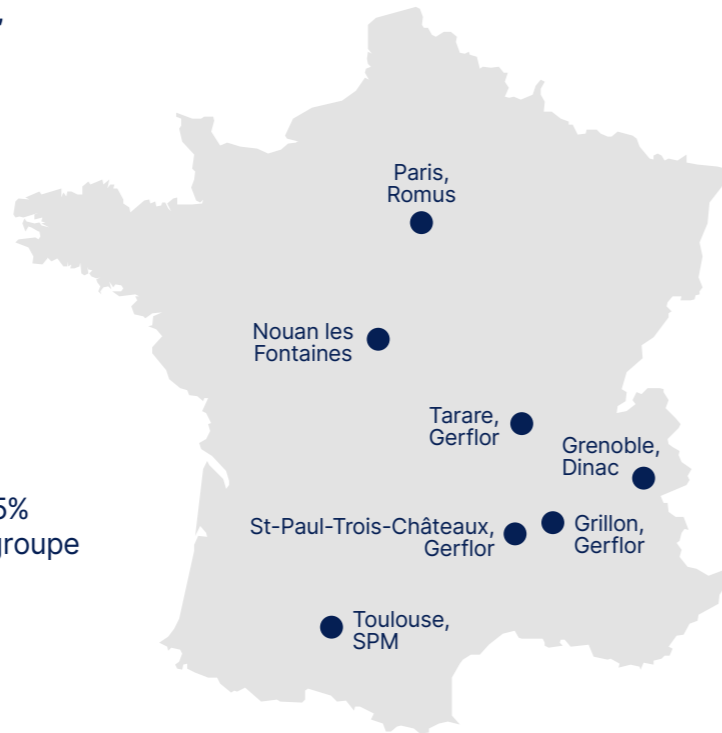 ,
Paris,
Romus
Nouan les
Fontaines
Tarare,
Gerflor
Grenoble,
Dinac
5%
groupe
St-Paul-Trois-Châteaux,
Gerflor
Grillon,
Gerflor
Toulouse,
SPM